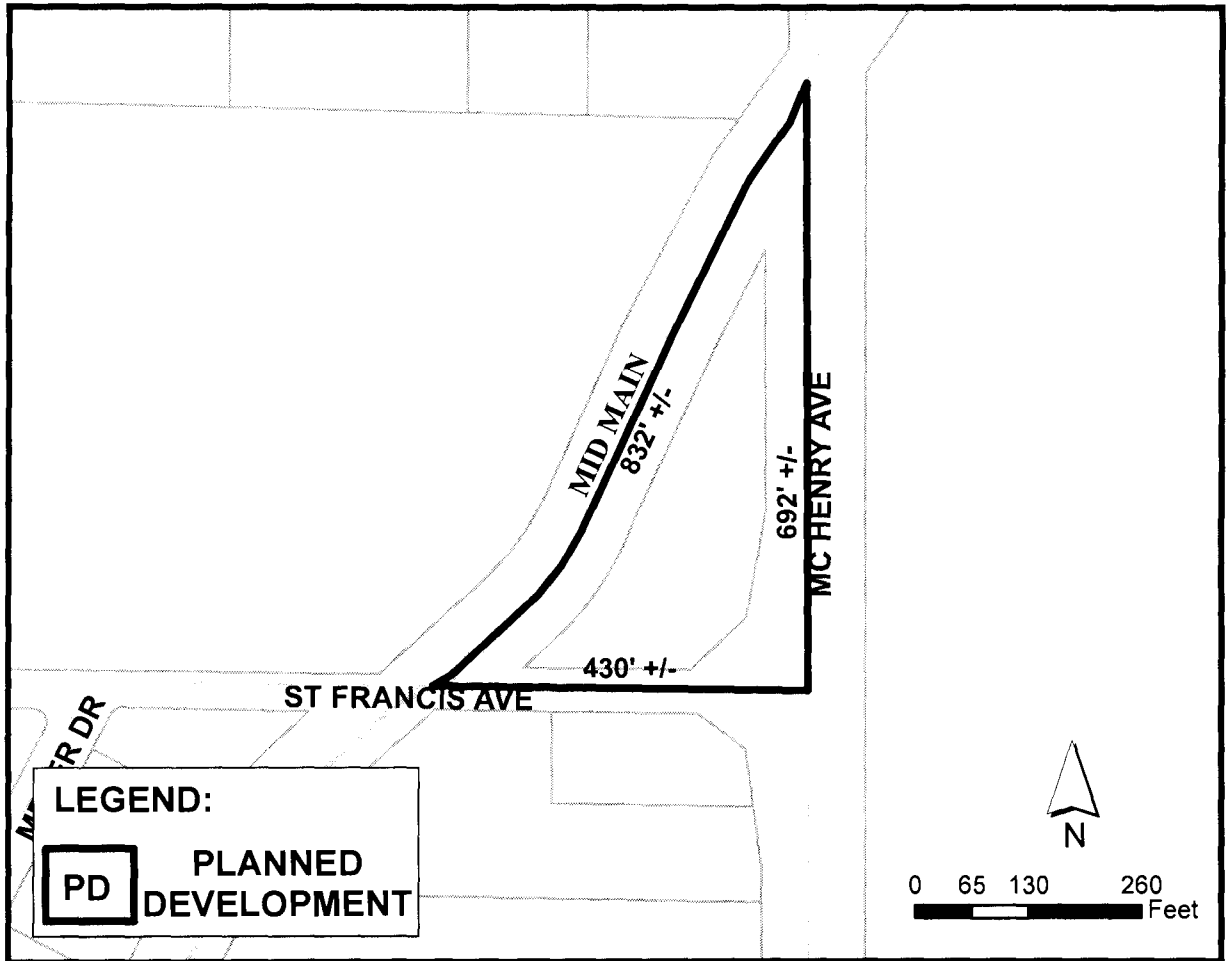 MID MAIN
832' +/-
692' +/-
MC HENRY AVE
430' +/-
ST FRANCIS AVE
DR
LEGEND:
PD
PLANNED
DEVELOPMENT
N
0 65 130 260
Feet